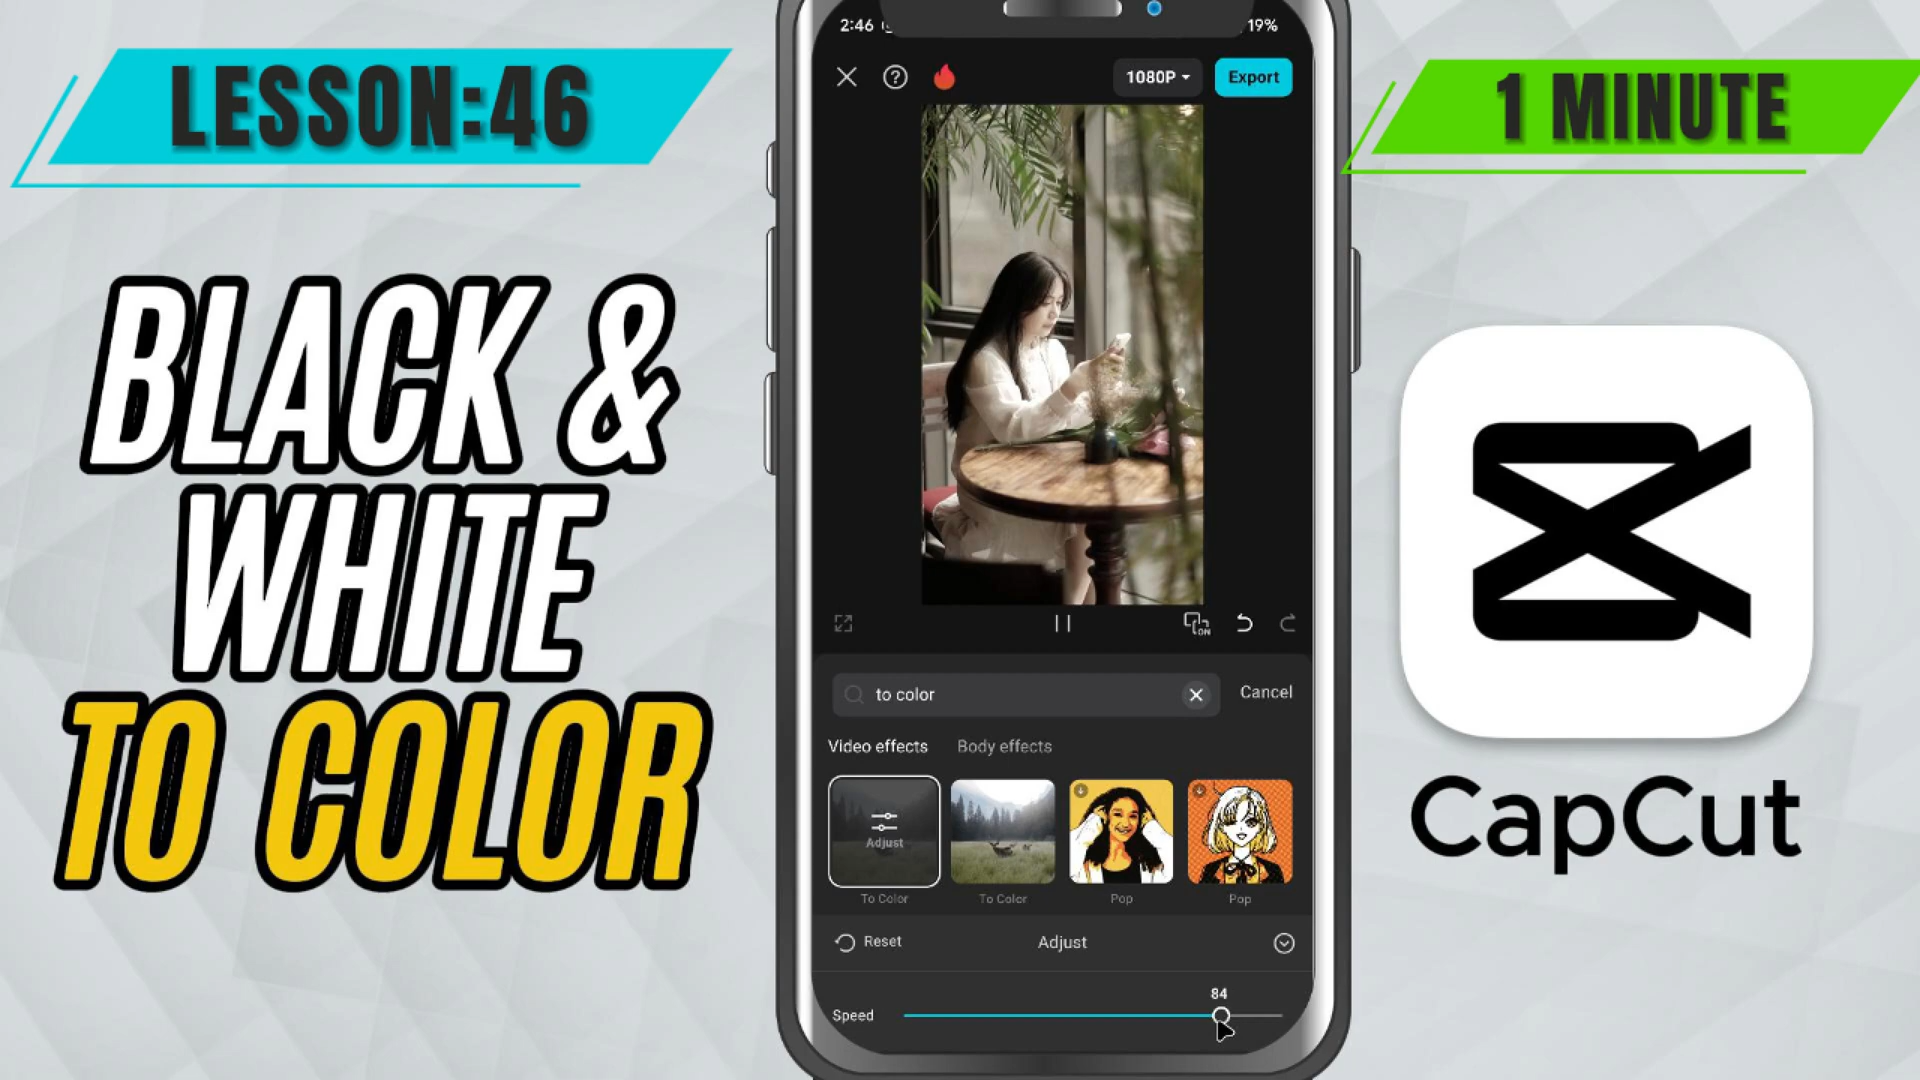 LESSON:46
1 MINUTE
BLACK &
WHITE
TO COLOR
2:46
19%
1080P
Export
ON
to color
Cancel
Video effects
Body effects
Adjust
To Color
To Color
Pop
Pop
Reset
Adjust
84
Speed
CapCut